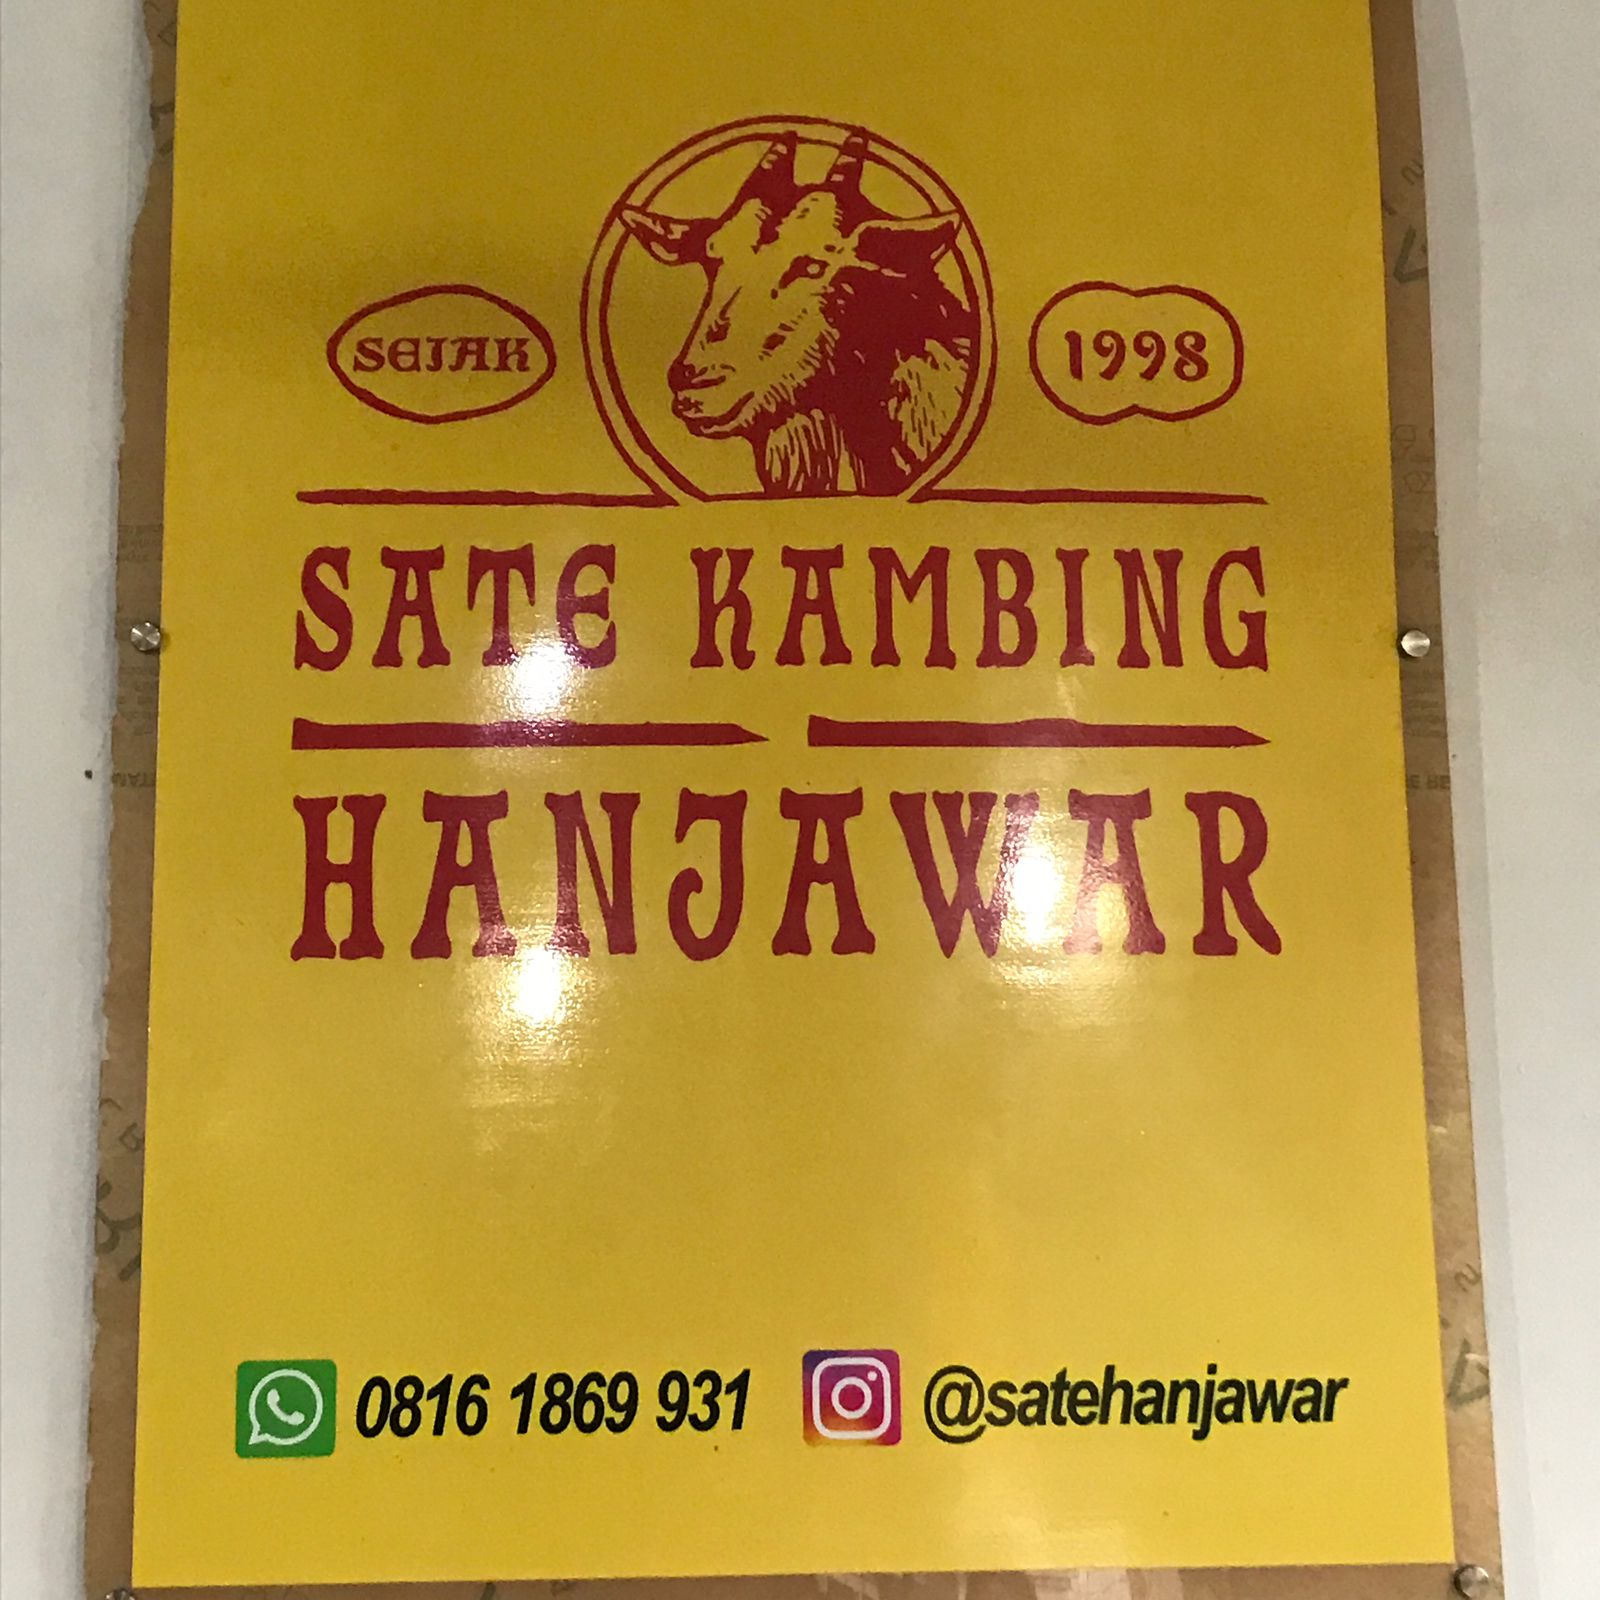 SEJAK 1998
SATE KAMBING
HANJAWAR
0816 1869 931 @satehanjawar